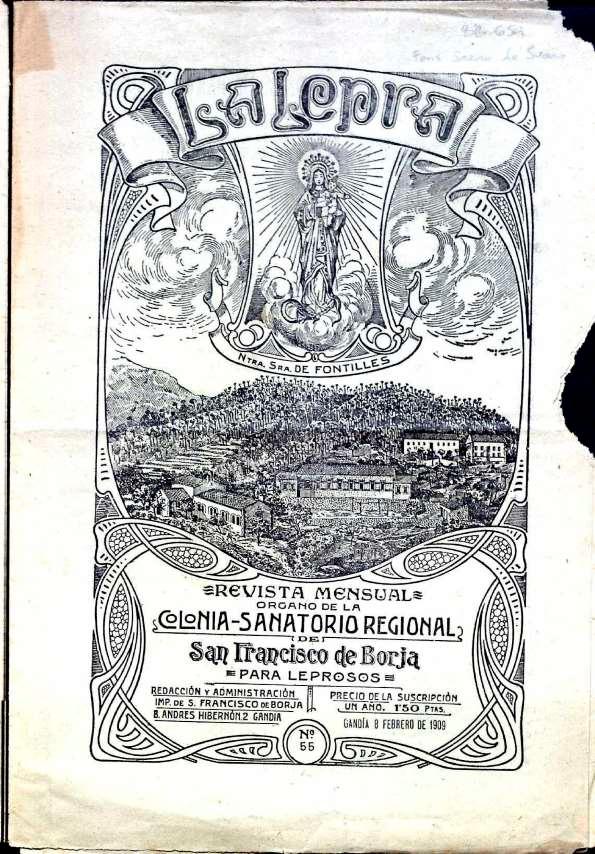 La Lepra
NTRA. SRA. DE FONTILLES
REVISTA MENSUAL
ORGANO DE LA
COLONIA-SANATORIO REGIONAL
DE
San Francisco de Borja
PARA LEPROSOS
REDACCIÓN Y ADMINISTRACIÓN
IMP. DE S. FRANCISCO DE BORJA
B. ANDRES HIBERNÓN. 2 GANDIA
PRECIO DE LA SUSCRIPCIÓN
UN AÑO. 1'50 PTAS.
GANDÍA 8 FEBRERO DE 1909
Nº
55